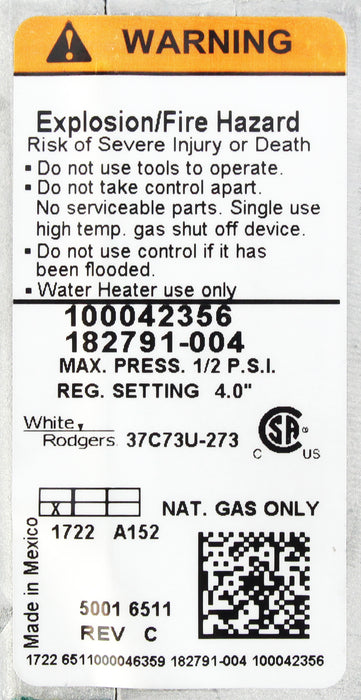 WARNING
Explosion/Fire Hazard
Risk of Severe Injury or Death
▪ Do not use tools to operate.
▪ Do not take control apart.
No serviceable parts. Single use
high temp. gas shut off device.
▪ Do not use control if it has
been flooded.
▪ Water Heater use only
100042356
182791-004
MAX. PRESS. 1/2 P.S.I.
REG. SETTING 4.0"
White
Rodgers 37C73U-273
CSA ®
C US
X
NAT. GAS ONLY
1722 A152
Made in Mexico
5001 6511
REV C
1722 6511000046359 182791-004 100042356